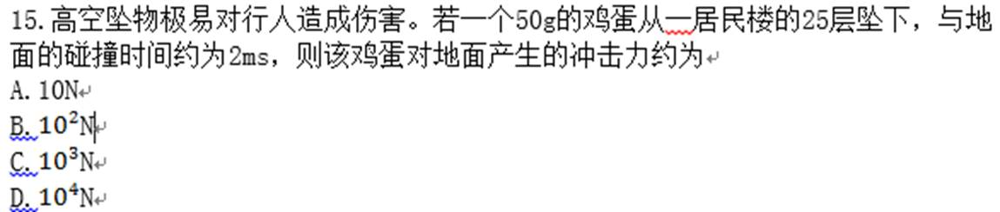 15.高空坠物极易对行人造成伤害。若一个50g的鸡蛋从一居民楼的25层坠下，与地
面的碰撞时间约为2ms，则该鸡蛋对地面产生的冲击力约为↵
A.10N↵
B.10²N↵
C.10³N↵
D.10⁴N↵